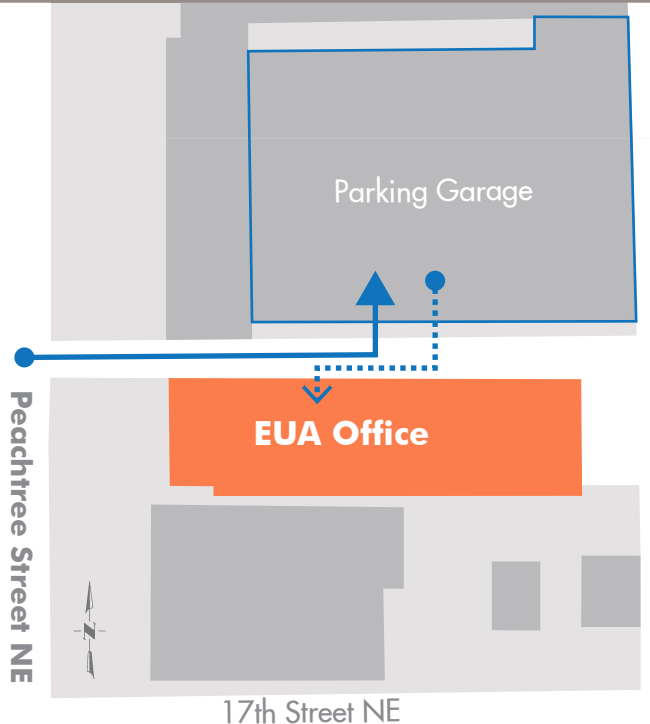 Parking Garage
EUA Office
Peachtree Street NE
N
17th Street NE